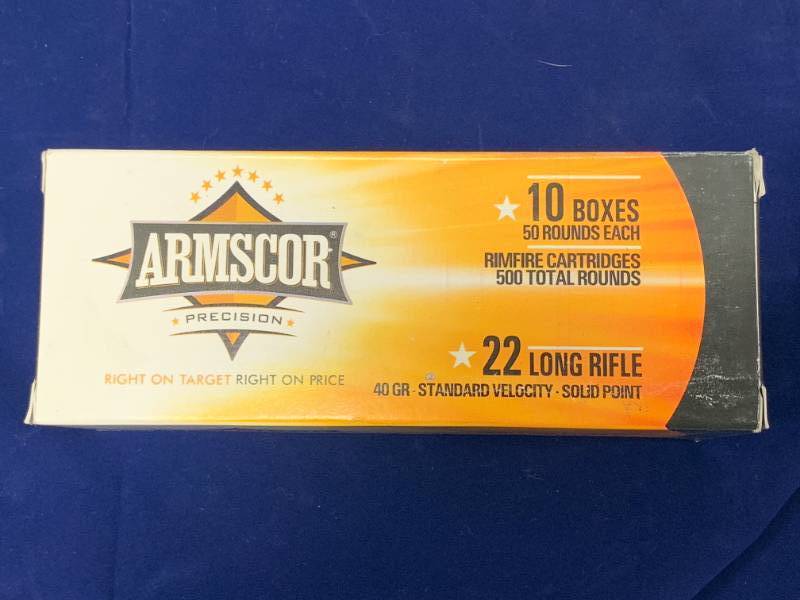 ARMSCOR®
PRECISION
RIGHT ON TARGET RIGHT ON PRICE
10 BOXES
50 ROUNDS EACH
RIMFIRE CARTRIDGES
500 TOTAL ROUNDS
22 LONG RIFLE
40 GR - STANDARD VELOCITY · SOLID POINT